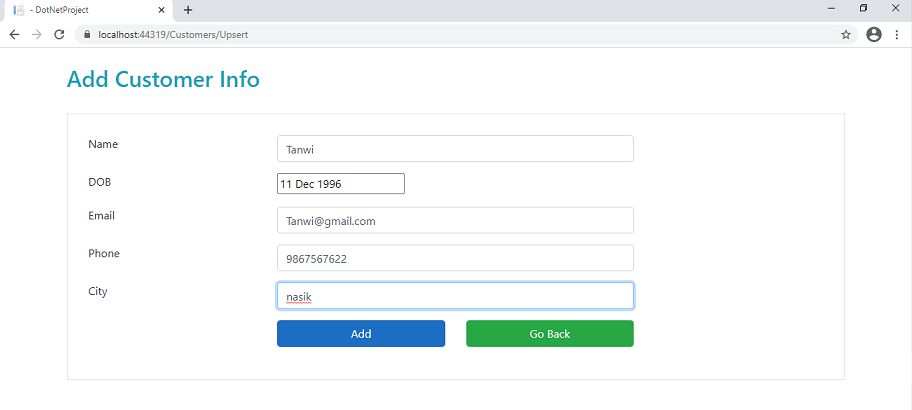 - DotNetProject
localhost:44319/Customers/Upsert
Add Customer Info
Name Tanwi
DOB 11 Dec 1996
Email Tanwi@gmail.com
Phone 9867567622
City nasik
Add Go Back